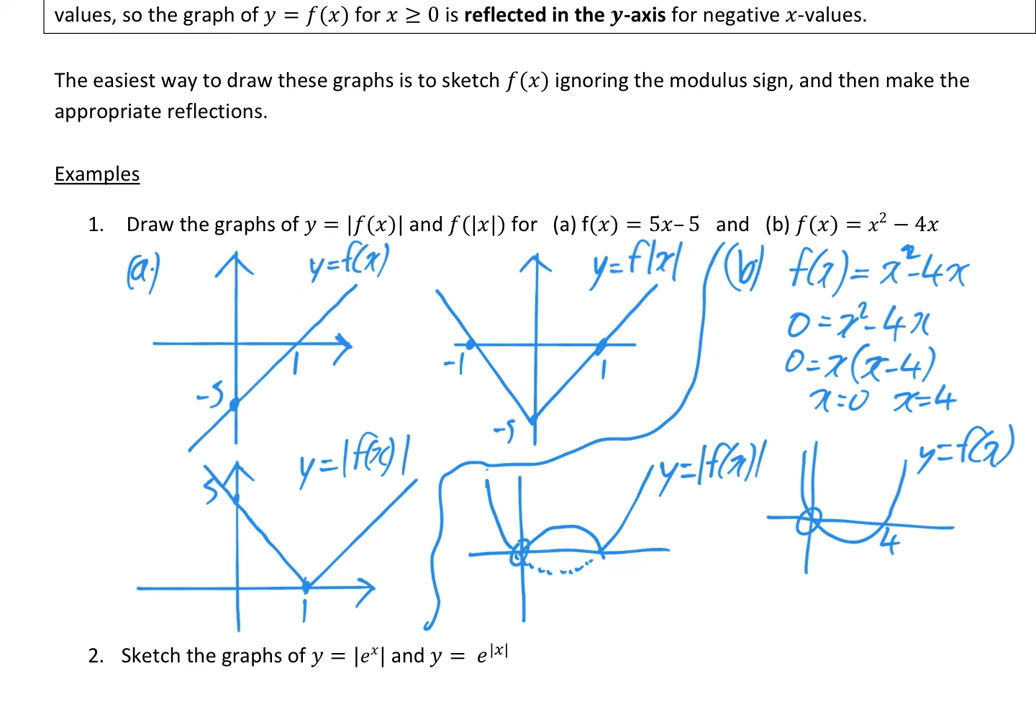 values, so the graph of y = f(x) for x ≥ 0 is reflected in the y-axis for negative x-values.
The easiest way to draw these graphs is to sketch f(x) ignoring the modulus sign, and then make the
appropriate reflections.
Examples
1. Draw the graphs of y = |f(x)| and f(|x|) for (a) f(x) = 5x– 5 and (b) f(x) = x² − 4x
(a)
y=f(x)
1
-5
y=f|x|
-1
1
-5
(b) f(x)= x²-4x
0=x²-4x
0=x(x-4)
x=0 x=4
y=|f(x)|
5
1
y=|f(x)|
y=f(x)
4
2. Sketch the graphs of y = |eˣ| and y = e^|x|